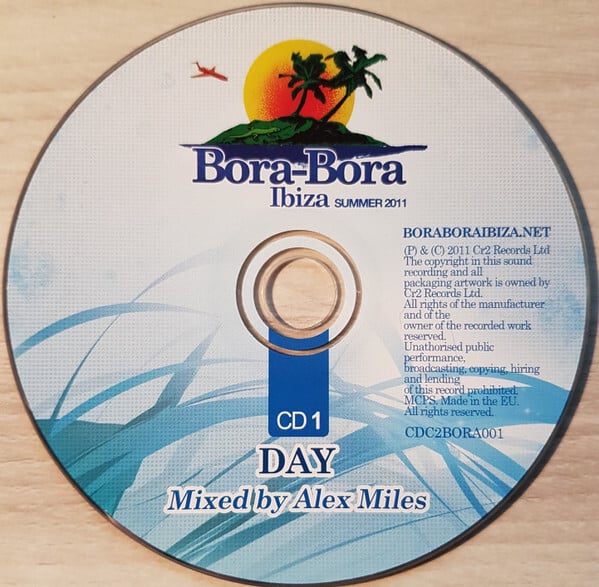 Bora-Bora
Ibiza SUMMER 2011
BORABORAIBIZA.NET
(P) & (C) 2011 Cr2 Records Ltd
The copyright in this sound
recording and all
packaging artwork is owned by
Cr2 Records Ltd.
All rights of the manufacturer
and of the
owner of the recorded work
reserved.
Unathorised public
performance,
broadcasting, copying, hiring
and lending
of this record prohibited.
MCPS. Made in the EU.
All rights reserved.
CDC2BORA001
CD 1
DAY
Mixed by Alex Miles